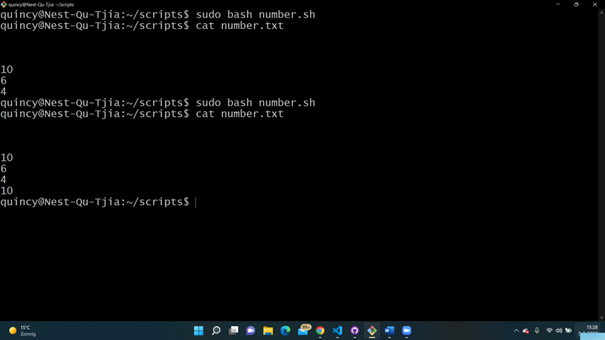 quincy@Nest-Qu-Tjia: ~/scripts
quincy@Nest-Qu-Tjia:~/scripts$ sudo bash number.sh
quincy@Nest-Qu-Tjia:~/scripts$ cat number.txt
10
6
4
quincy@Nest-Qu-Tjia:~/scripts$ sudo bash number.sh
quincy@Nest-Qu-Tjia:~/scripts$ cat number.txt
10
6
4
10
quincy@Nest-Qu-Tjia:~/scripts$
15°C
Zonnig
15:28